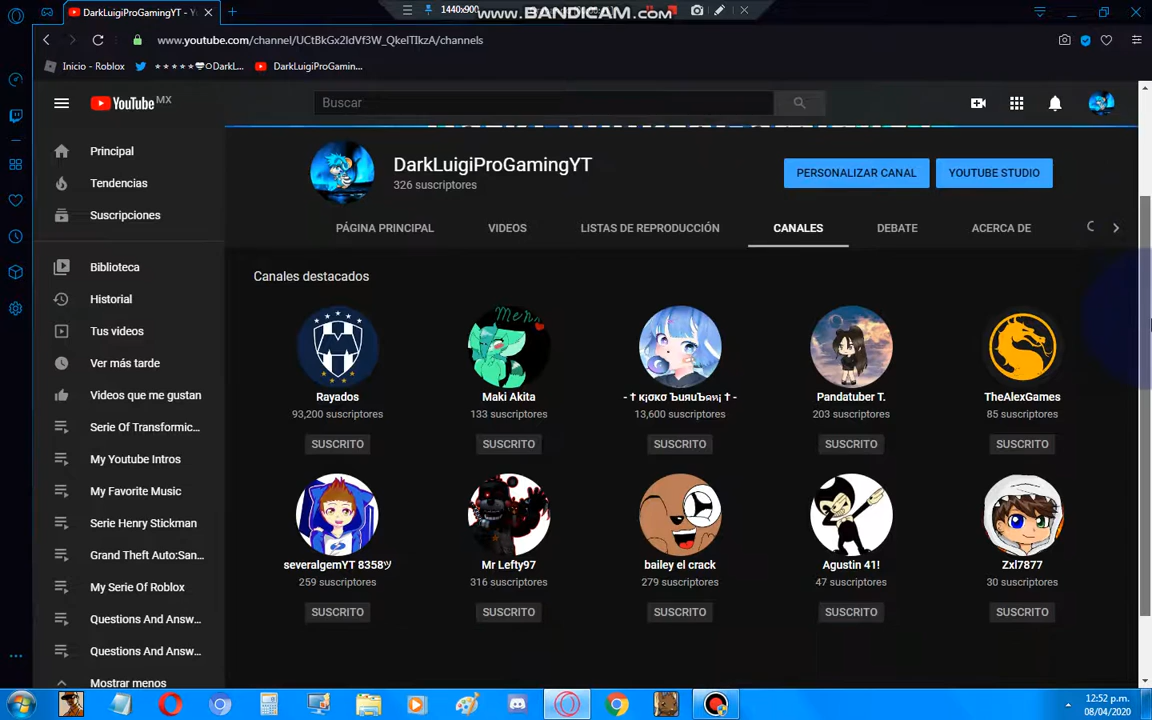 DarkLuigiProGamingYT - Y
1440x900
www.BANDICAM.com
www.youtube.com/channel/UCtBkGx2IdVf3W_QkelTIkzA/channels
Inicio - Roblox
DarkLuigiProGamin...
YouTube MX
Buscar
Principal
Tendencias
Suscripciones
Biblioteca
Historial
Tus videos
Ver más tarde
Videos que me gustan
Serie Of Transformic...
My Youtube Intros
My Favorite Music
Serie Henry Stickman
Grand Theft Auto:San...
My Serie Of Roblox
Questions And Answ...
Questions And Answ...
Mostrar menos
DarkLuigiProGamingYT
326 suscriptores
PERSONALIZAR CANAL
YOUTUBE STUDIO
PÁGINA PRINCIPAL
VIDEOS
LISTAS DE REPRODUCCIÓN
CANALES
DEBATE
ACERCA DE
Canales destacados
Rayados
93,200 suscriptores
SUSCRITO
Maki Akita
133 suscriptores
SUSCRITO
13,600 suscriptores
SUSCRITO
Pandatuber T.
203 suscriptores
SUSCRITO
TheAlexGames
85 suscriptores
SUSCRITO
severalgemYT 8358ツ
259 suscriptores
SUSCRITO
Mr Lefty97
316 suscriptores
SUSCRITO
bailey el crack
279 suscriptores
SUSCRITO
Agustin 41!
47 suscriptores
SUSCRITO
Zxl7877
30 suscriptores
SUSCRITO
12:52 p.m.
08/04/2020